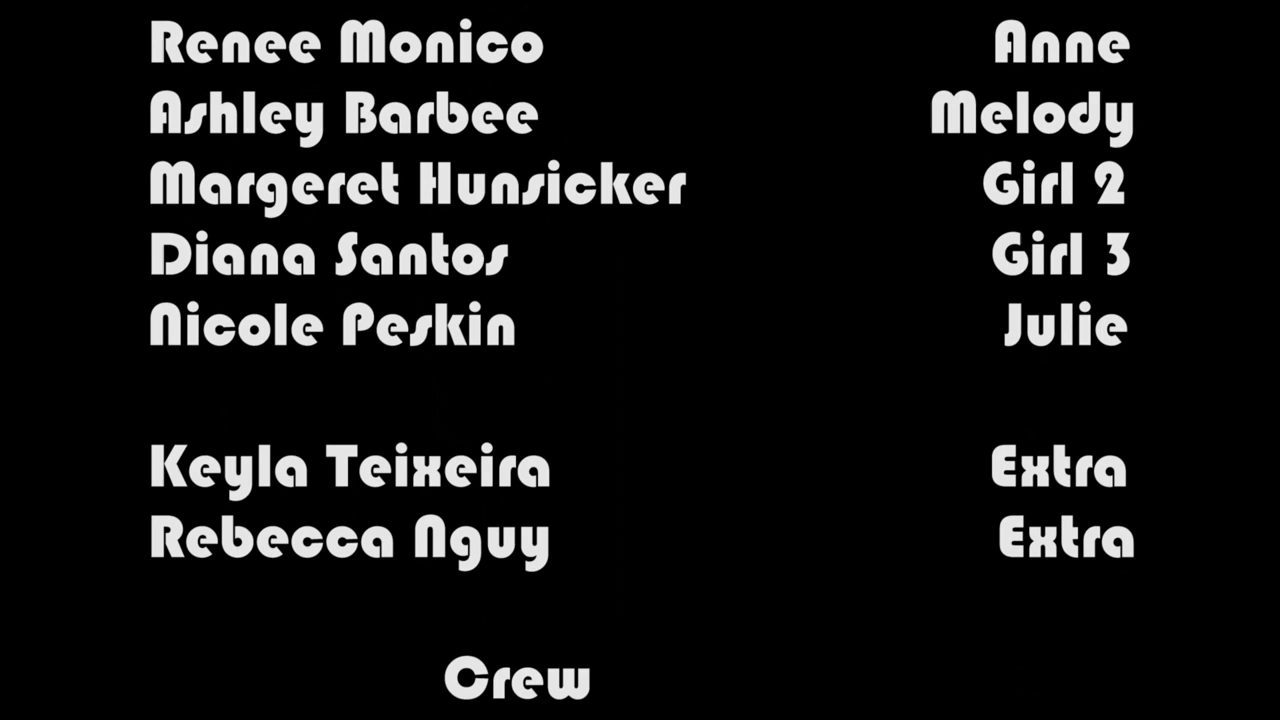 Renee Monico Anne
Ashley Barbee Melody
Margeret Hunsicker Girl 2
Diana Santos Girl 3
Nicole Peskin Julie
Keyla Teixeira Extra
Rebecca Nguy Extra
Crew